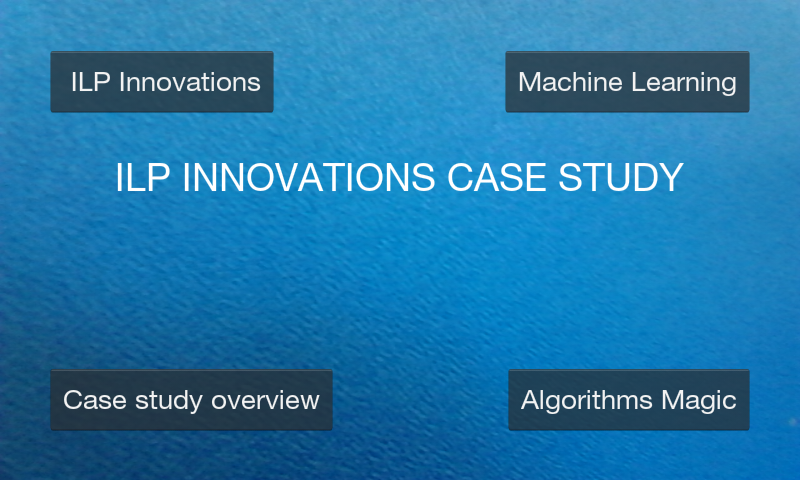 ILP Innovations
Machine Learning
ILP INNOVATIONS CASE STUDY
Case study overview
Algorithms Magic